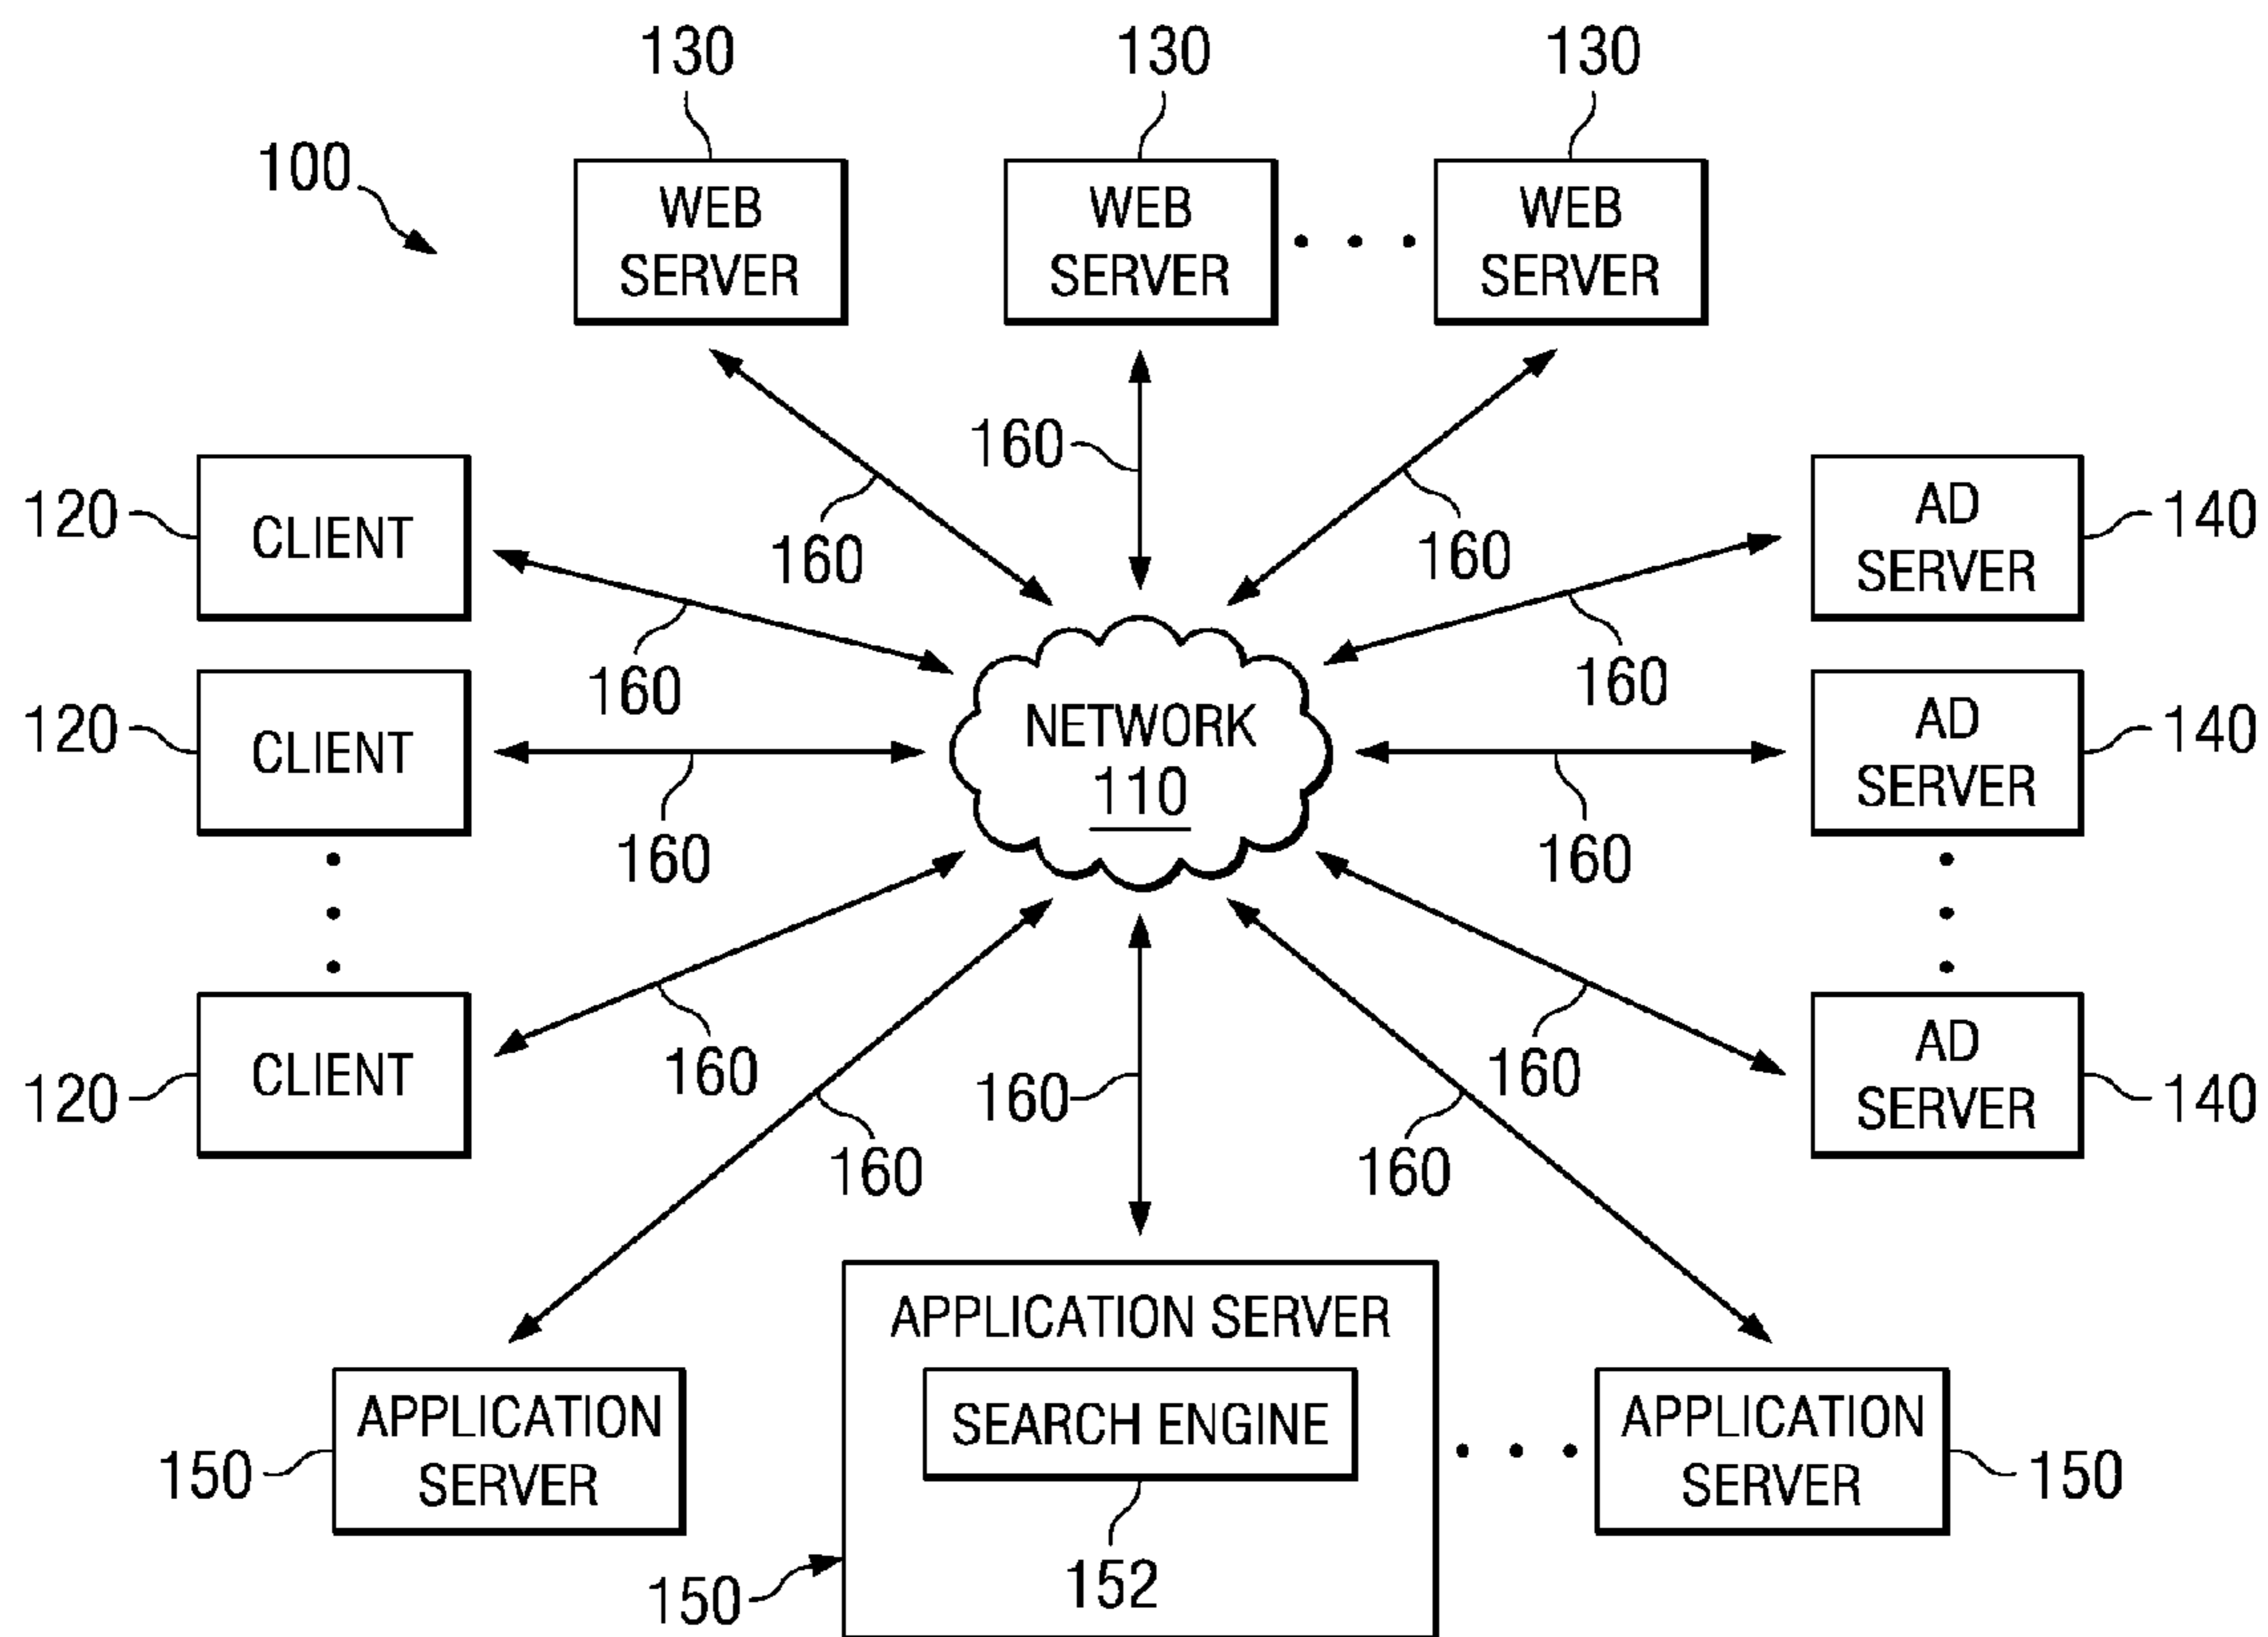 130
130
130
100
WEB
SERVER
WEB
SERVER
WEB
SERVER
160
160
160
120
CLIENT
AD
SERVER
140
160
160
120
CLIENT
NETWORK
110
AD
SERVER
140
160
160
120
CLIENT
160
160
AD
SERVER
140
160
160
160
APPLICATION SERVER
SEARCH ENGINE
152
150
150
APPLICATION
SERVER
APPLICATION
SERVER
150